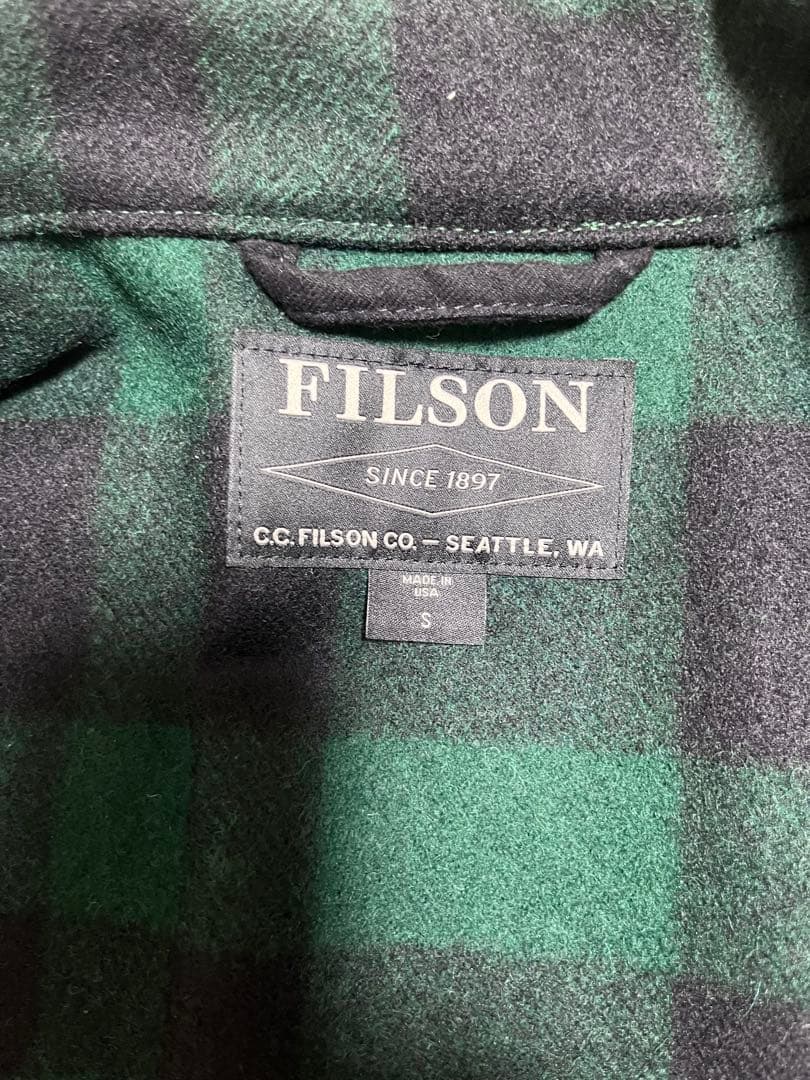 FILSON
SINCE 1897
C.C. FILSON CO. – SEATTLE, WA
MADE IN
USA
S